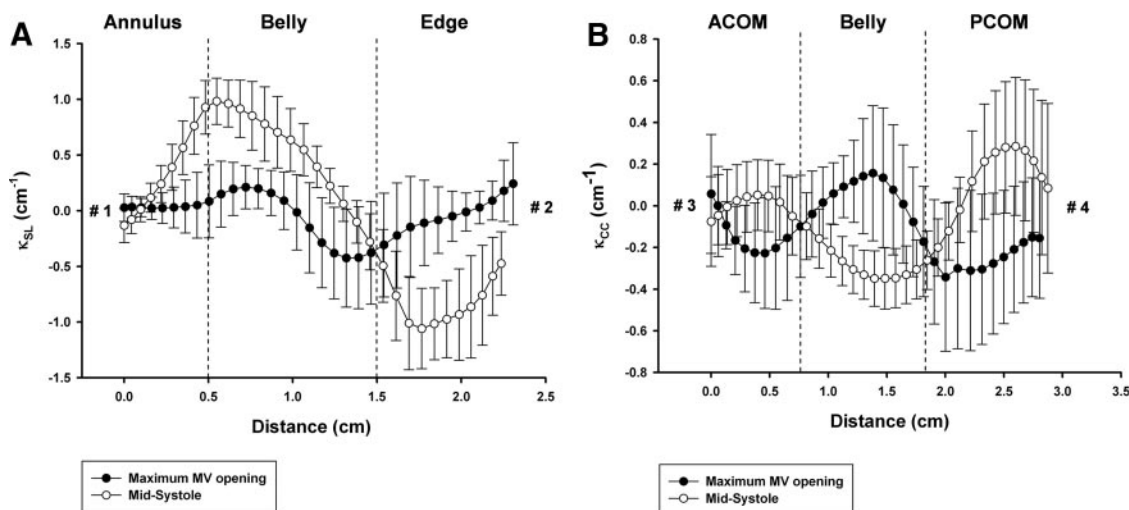 A
Annulus Belly Edge
1.5
1.0
0.5
0.0
-0.5
-1.0
-1.5
κSL (cm-1)
# 1
# 2
0.0 0.5 1.0 1.5 2.0 2.5
Distance (cm)
Maximum MV opening
Mid-Systole
B
ACOM Belly PCOM
0.8
0.6
0.4
0.2
0.0
-0.2
-0.4
-0.6
-0.8
κCC (cm-1)
# 3
# 4
0.0 0.5 1.0 1.5 2.0 2.5 3.0 3.5
Distance (cm)
Maximum MV opening
Mid-Systole